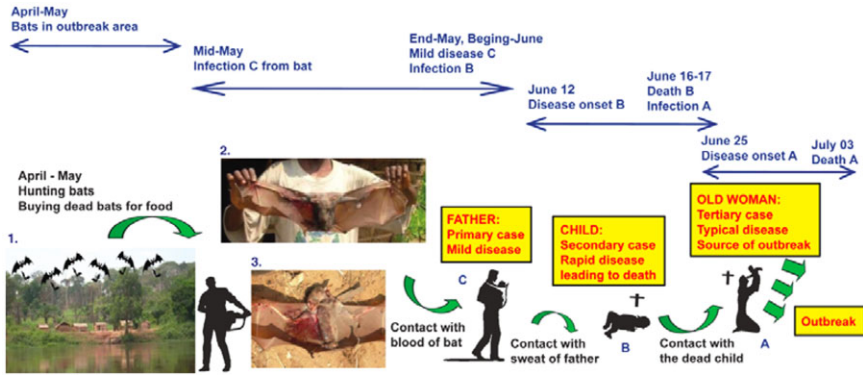 April-May
Bats in outbreak area
Mid-May
Infection C from bat
End-May, Beging-June
Mild disease C
Infection B
June 12
Disease onset B
June 16-17
Death B
Infection A
June 25
Disease onset A
July 03
Death A
April - May
Hunting bats
Buying dead bats for food
1.
2.
3.
FATHER:
Primary case
Mild disease
C
Contact with
blood of bat
CHILD:
Secondary case
Rapid disease
leading to death
B
Contact with
sweat of father
OLD WOMAN:
Tertiary case
Typical disease
Source of outbreak
A
Contact with
the dead child
Outbreak